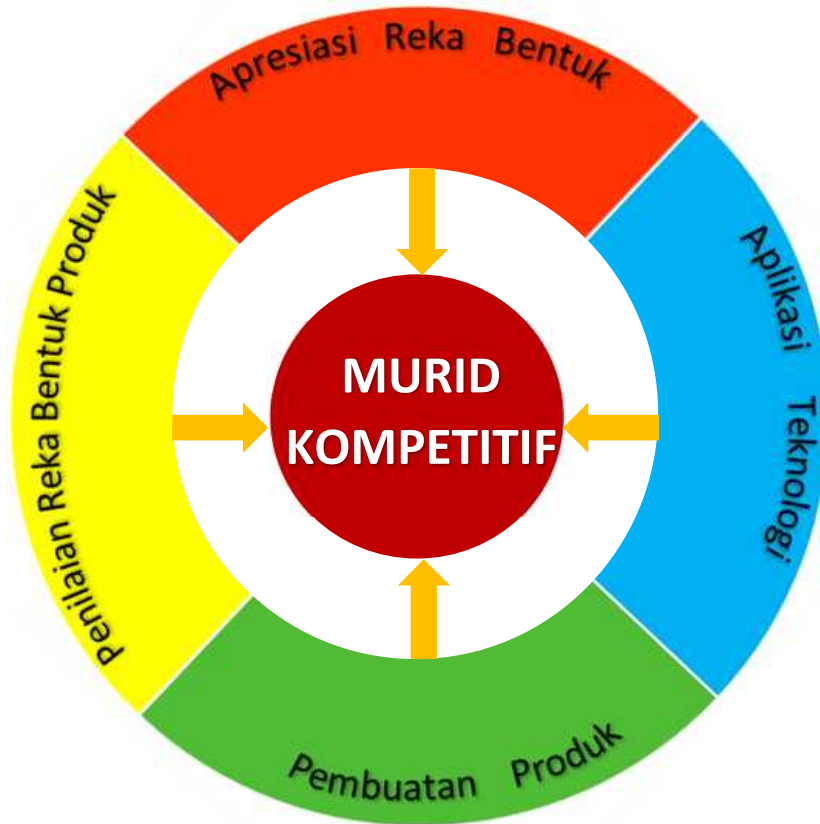 Apresiasi Reka Bentuk
Aplikasi Teknologi
Pembuatan Produk
Penilaian Reka Bentuk Produk
MURID
KOMPETITIF